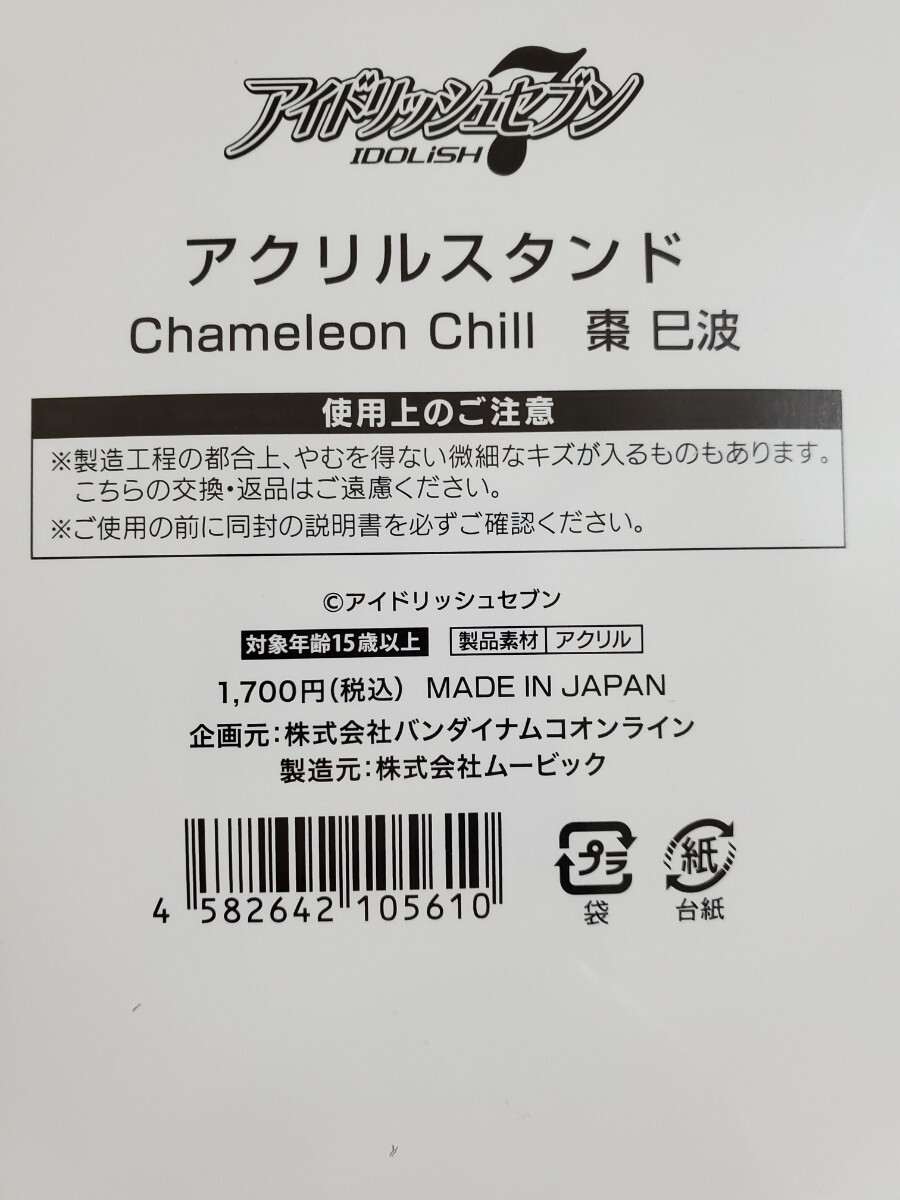 アイドリッシュセブン
IDOLiSH7
アクリルスタンド
Chameleon Chill 棗 巳波
使用上のご注意
※製造工程の都合上、やむを得ない微細なキズが入るものもあります。
こちらの交換・返品はご遠慮ください。
※ご使用の前に同封の説明書を必ずご確認ください。
©アイドリッシュセブン
対象年齢15歳以上 製品素材 アクリル
1,700円(税込) MADE IN JAPAN
企画元:株式会社バンダイナムコオンライン
製造元:株式会社ムービック
4 582642 105610
プラ 紙
袋 台紙